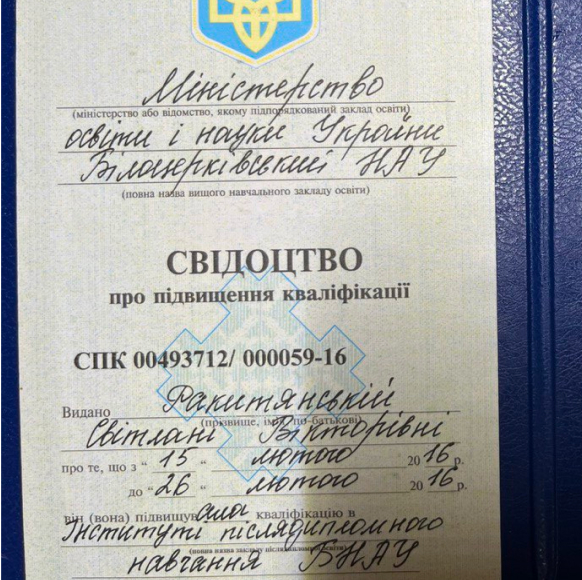 Міністерство
(міністерство або відомство, якому підпорядкований заклад освіти)
освіти і науки України
Білоцерківський НАУ
(повна назва вищого навчального закладу освіти)
СВІДОЦТВО
про підвищення кваліфікації
СПК 00493712/ 000059-16
Видано Ракитянській
(прізвище, ім'я, по-батькові)
Світлані Вікторівні
про те, що з “ 15 “ лютого 2016 р.
до “ 26 “ лютого 2016 р.
він (вона) підвищувала кваліфікацію в
Інституті післядипломного
(повна назва закладу післядипломної освіти)
навчання БНАУ